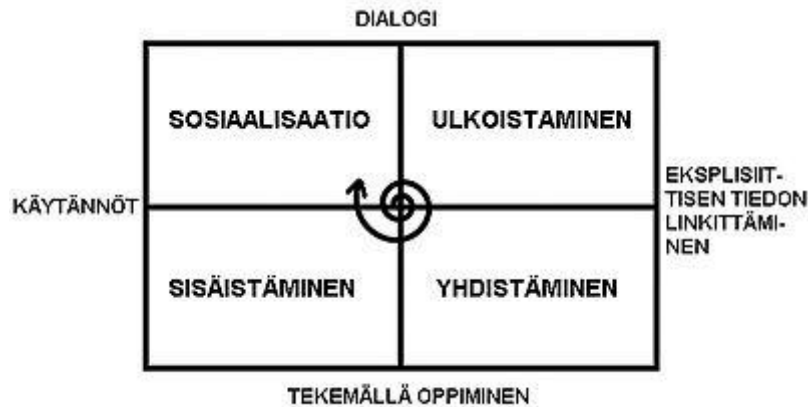 DIALOGI
SOSIAALISAATIO
ULKOISTAMINEN
KÄYTÄNNÖT
EKSPLISIIT-
TISEN TIEDON
LINKITTÄMI-
NEN
SISÄISTÄMINEN
YHDISTÄMINEN
TEKEMÄLLÄ OPPIMINEN